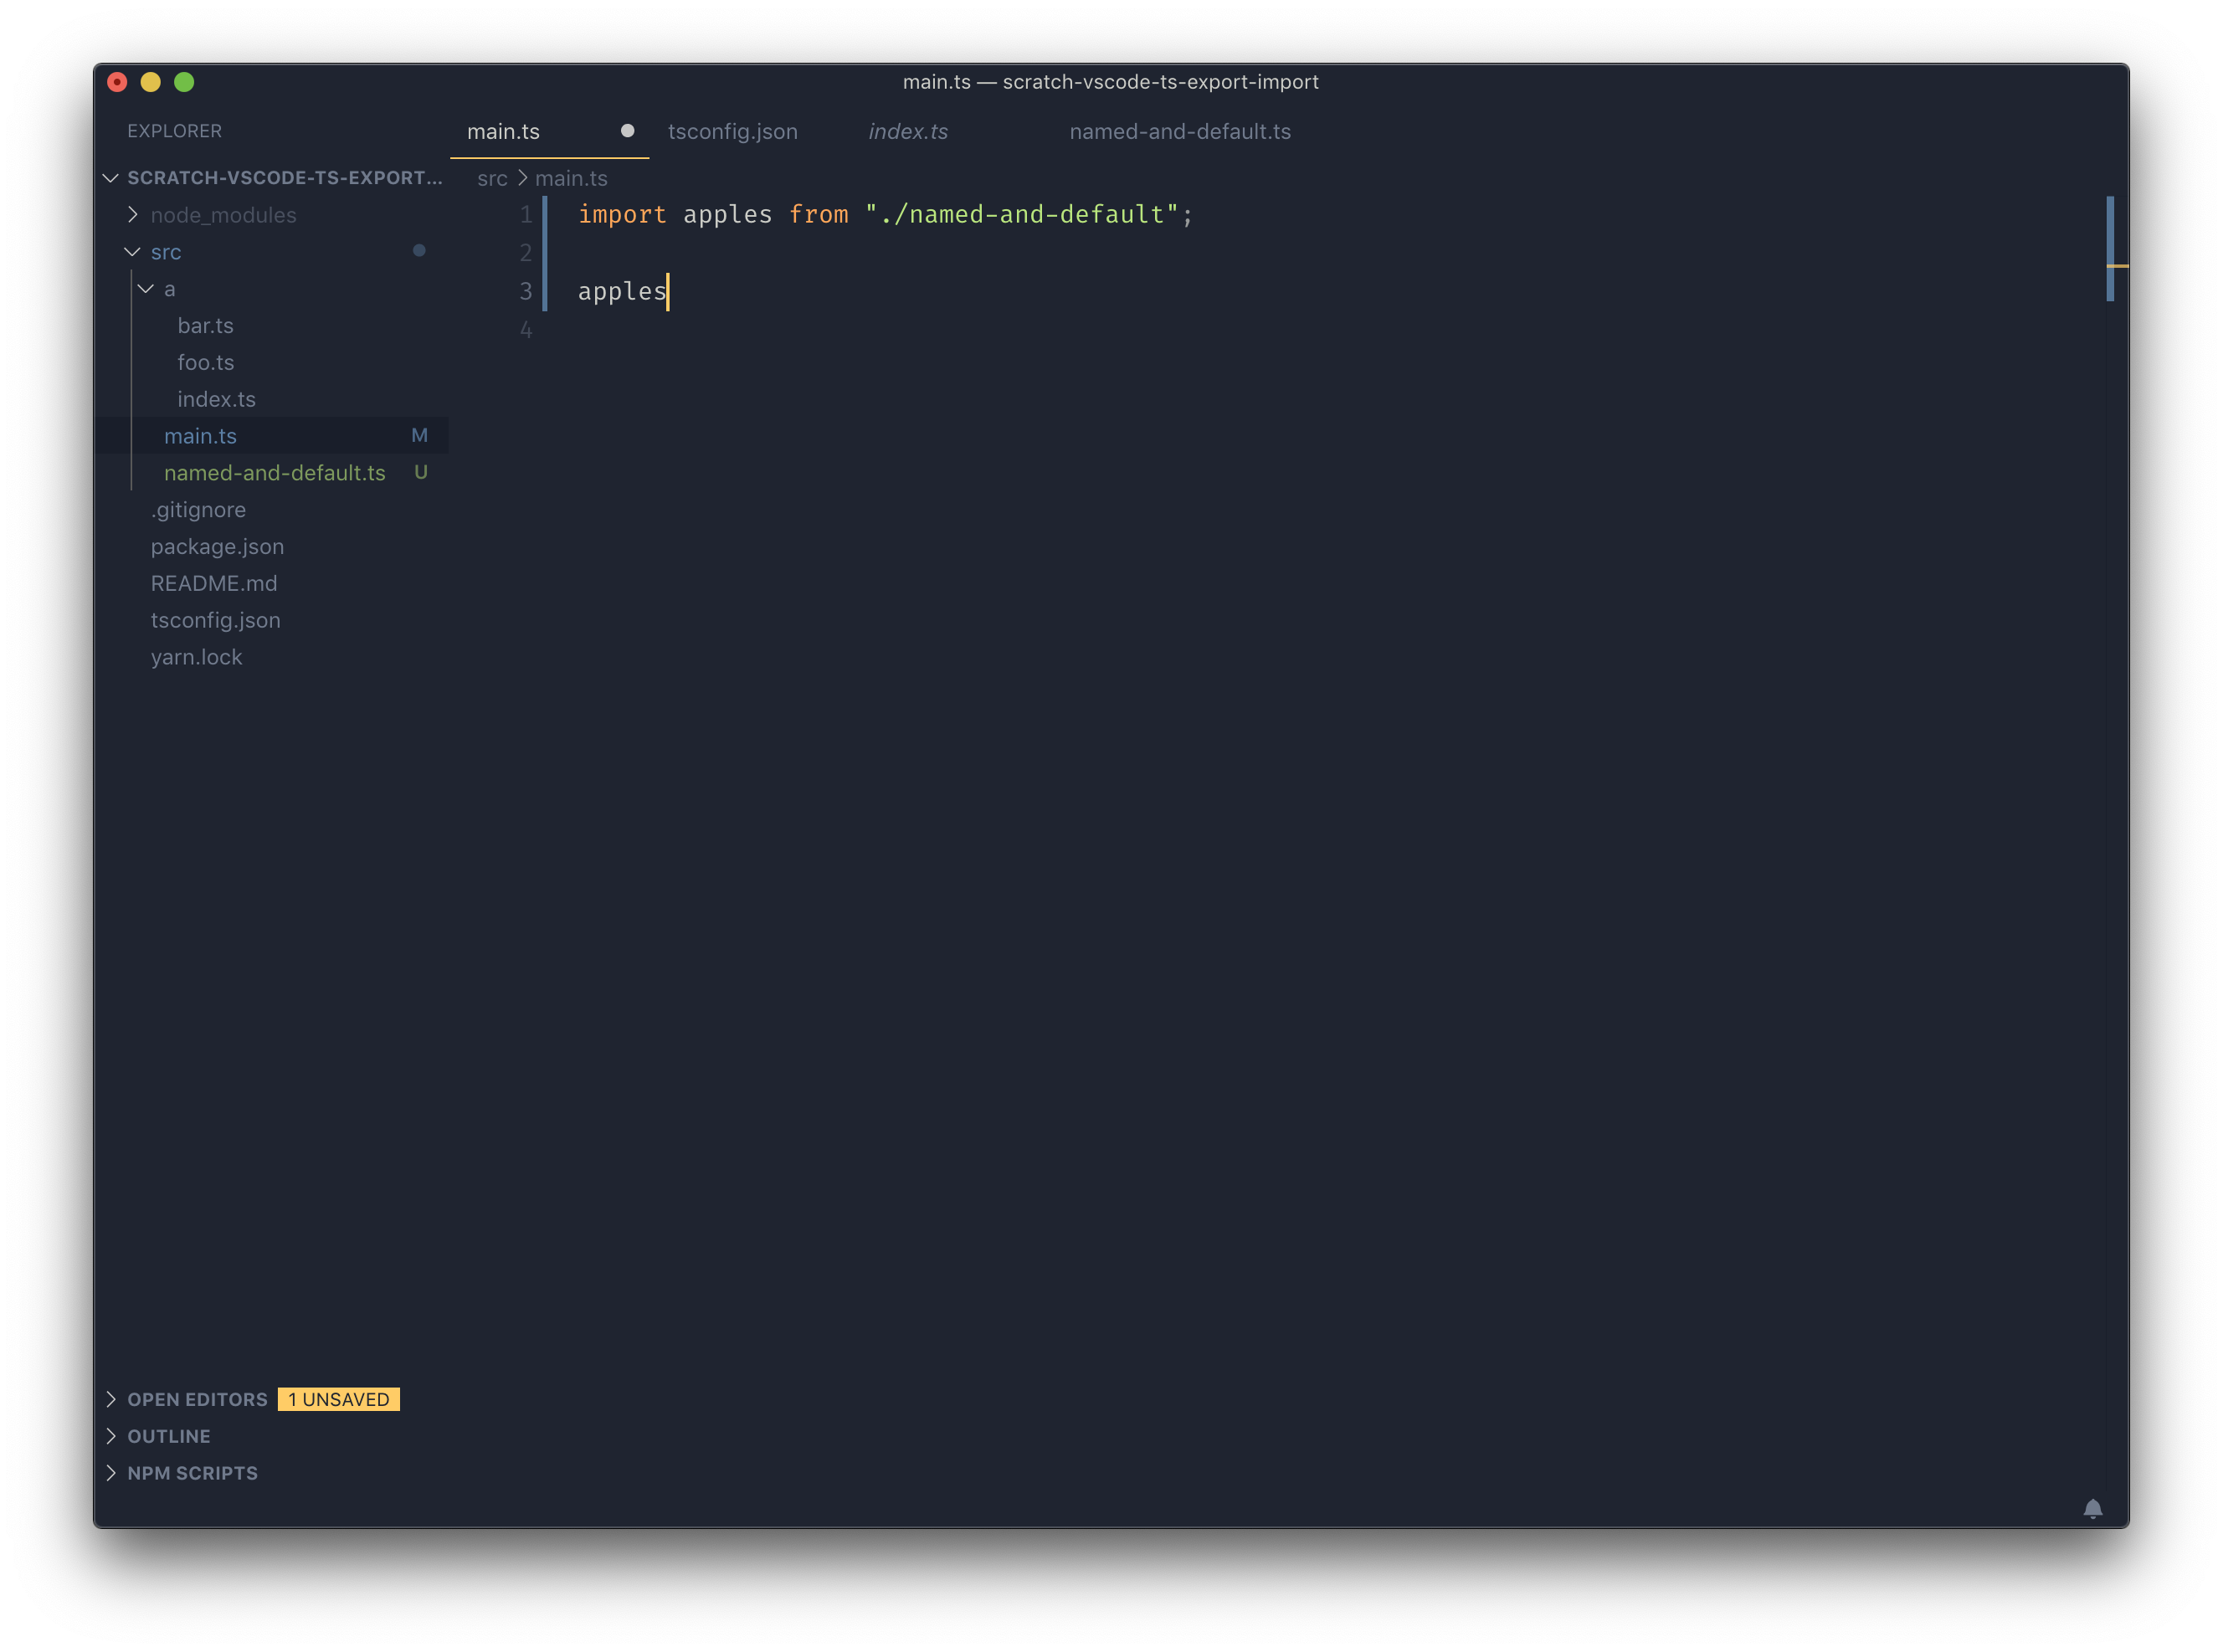 main.ts — scratch-vscode-ts-export-import
EXPLORER
SCRATCH-VSCODE-TS-EXPORT...
node_modules
src
a
bar.ts
foo.ts
index.ts
main.ts M
named-and-default.ts U
.gitignore
package.json
README.md
tsconfig.json
yarn.lock
OPEN EDITORS 1 UNSAVED
OUTLINE
NPM SCRIPTS
main.ts tsconfig.json index.ts named-and-default.ts
src > main.ts
1 import apples from "./named-and-default";
2
3 apples
4